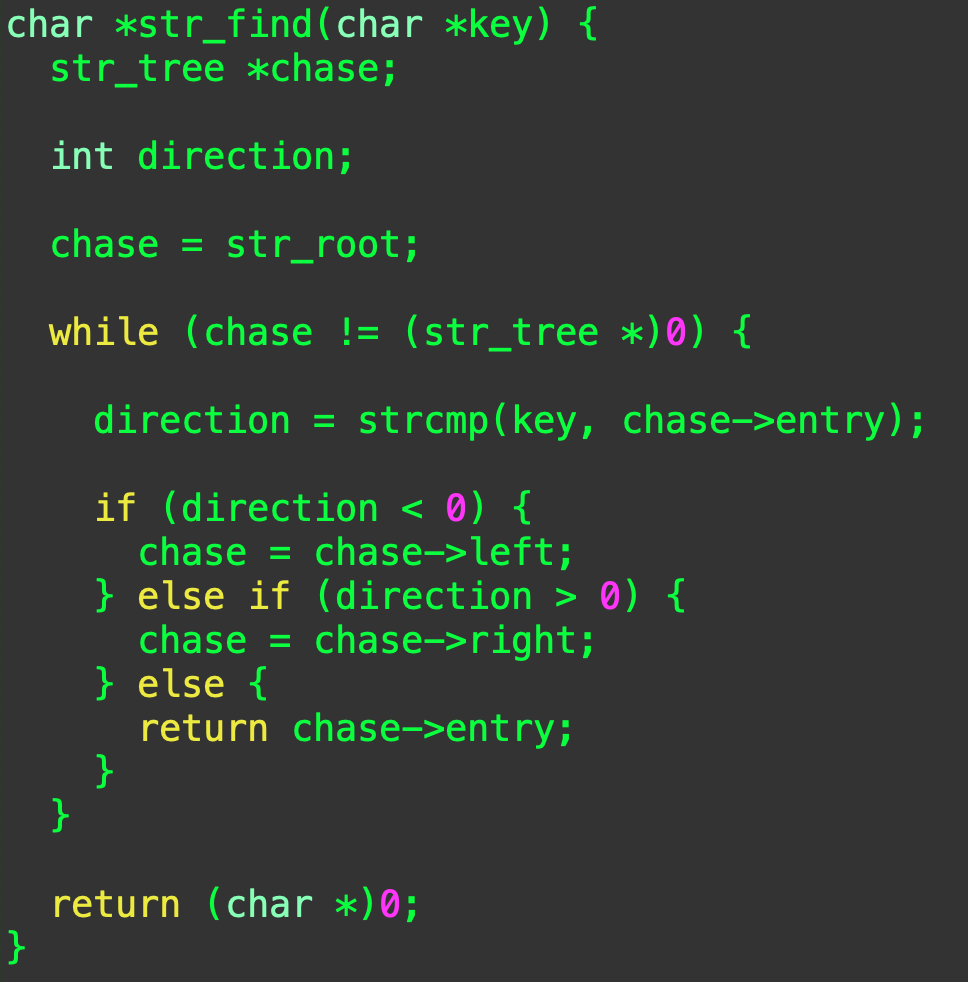 char *str_find(char *key) {
  str_tree *chase;

  int direction;

  chase = str_root;

  while (chase != (str_tree *)0) {

    direction = strcmp(key, chase->entry);

    if (direction < 0) {
      chase = chase->left;
    } else if (direction > 0) {
      chase = chase->right;
    } else {
      return chase->entry;
    }
  }

  return (char *)0;
}